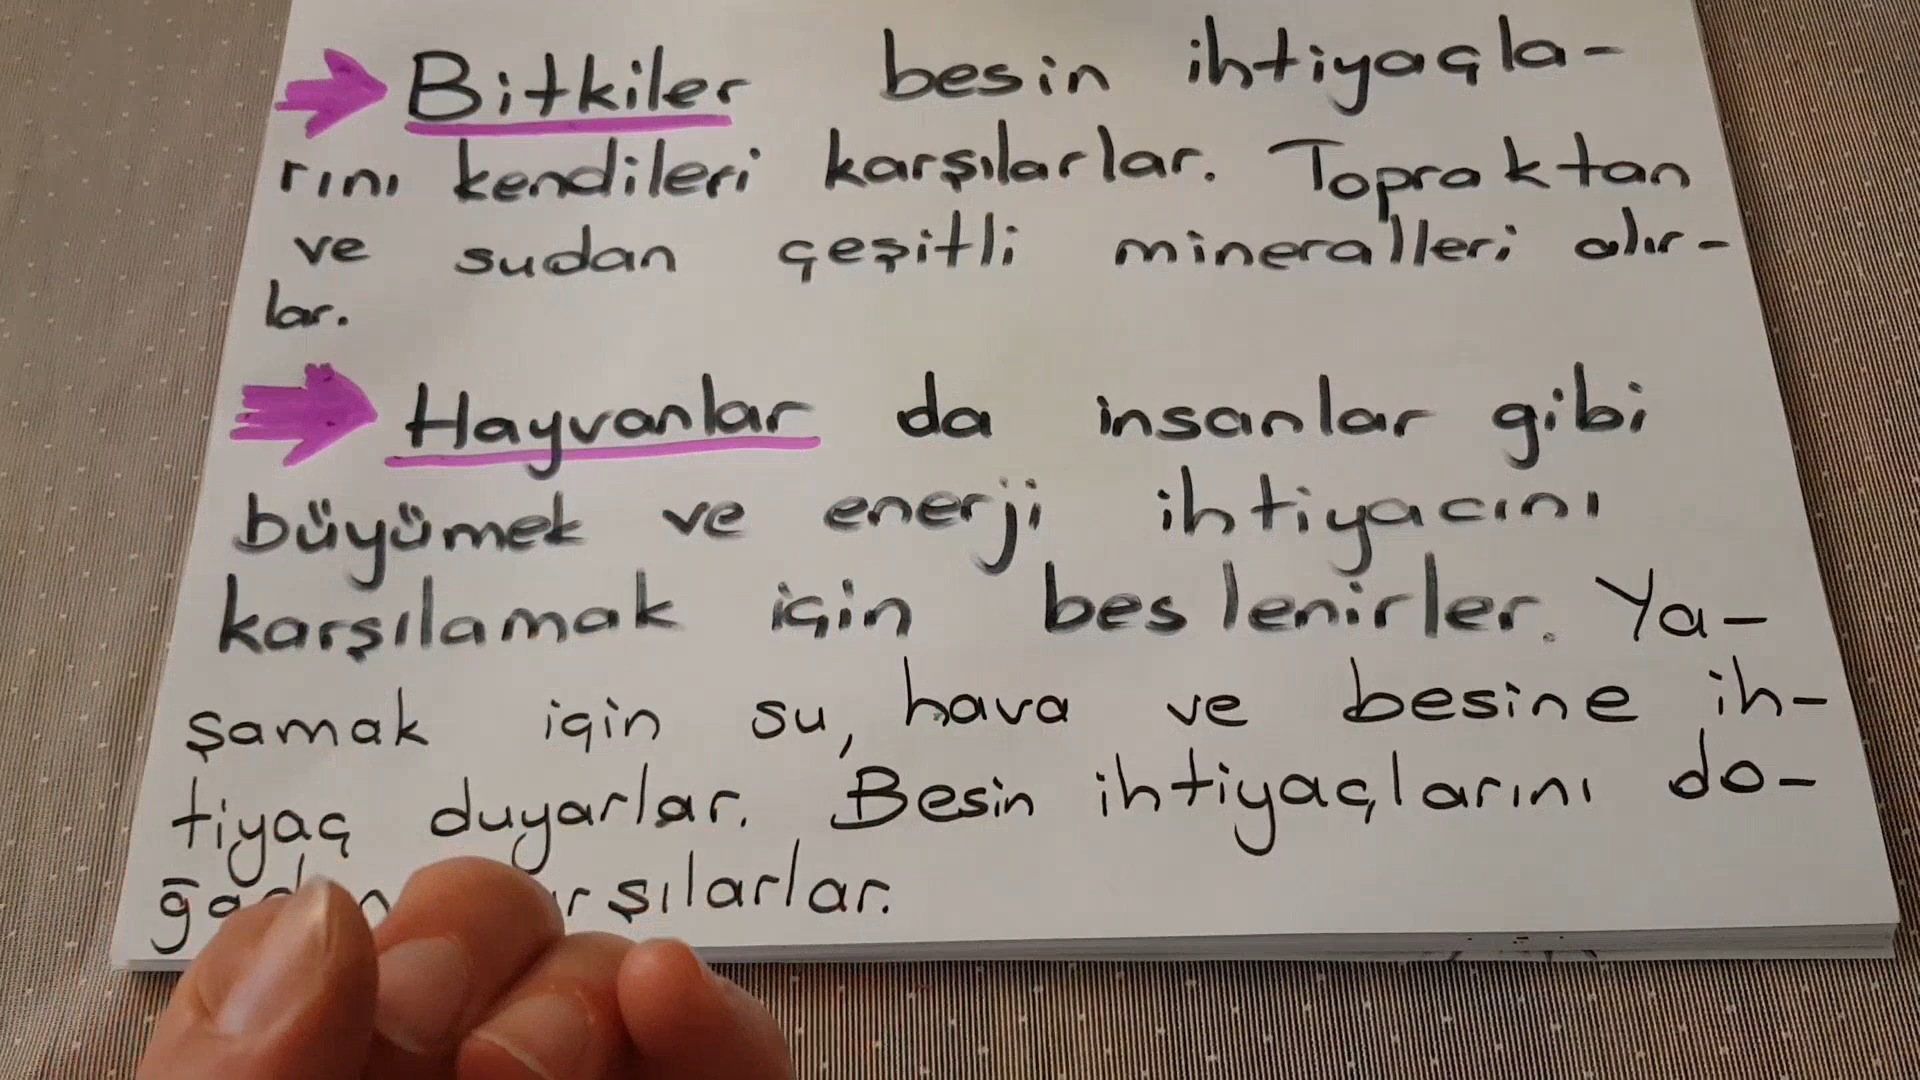 Bitkiler besin ihtiyaçla-
rını kendileri karşılarlar. Topraktan
ve sudan çeşitli mineralleri alır-
lar.
Hayvanlar da insanlar gibi
büyümek ve enerji ihtiyacını
karşılamak için beslenirler. Ya-
şamak için su, hava ve besine ih-
tiyaç duyarlar. Besin ihtiyaçlarını do-